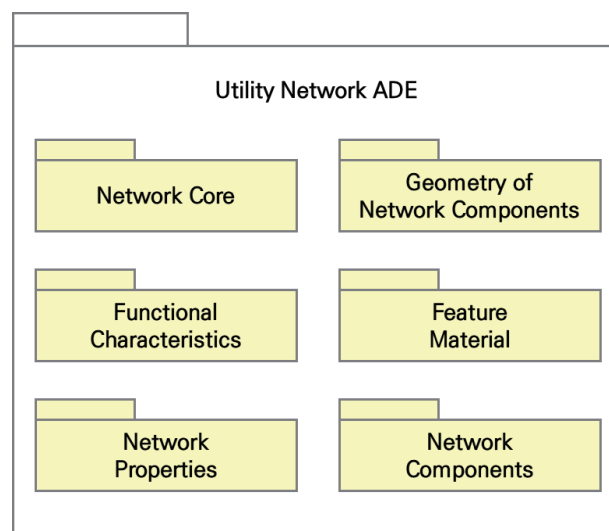 Utility Network ADE
Network Core
Geometry of
Network Components
Functional
Characteristics
Feature
Material
Network
Properties
Network
Components